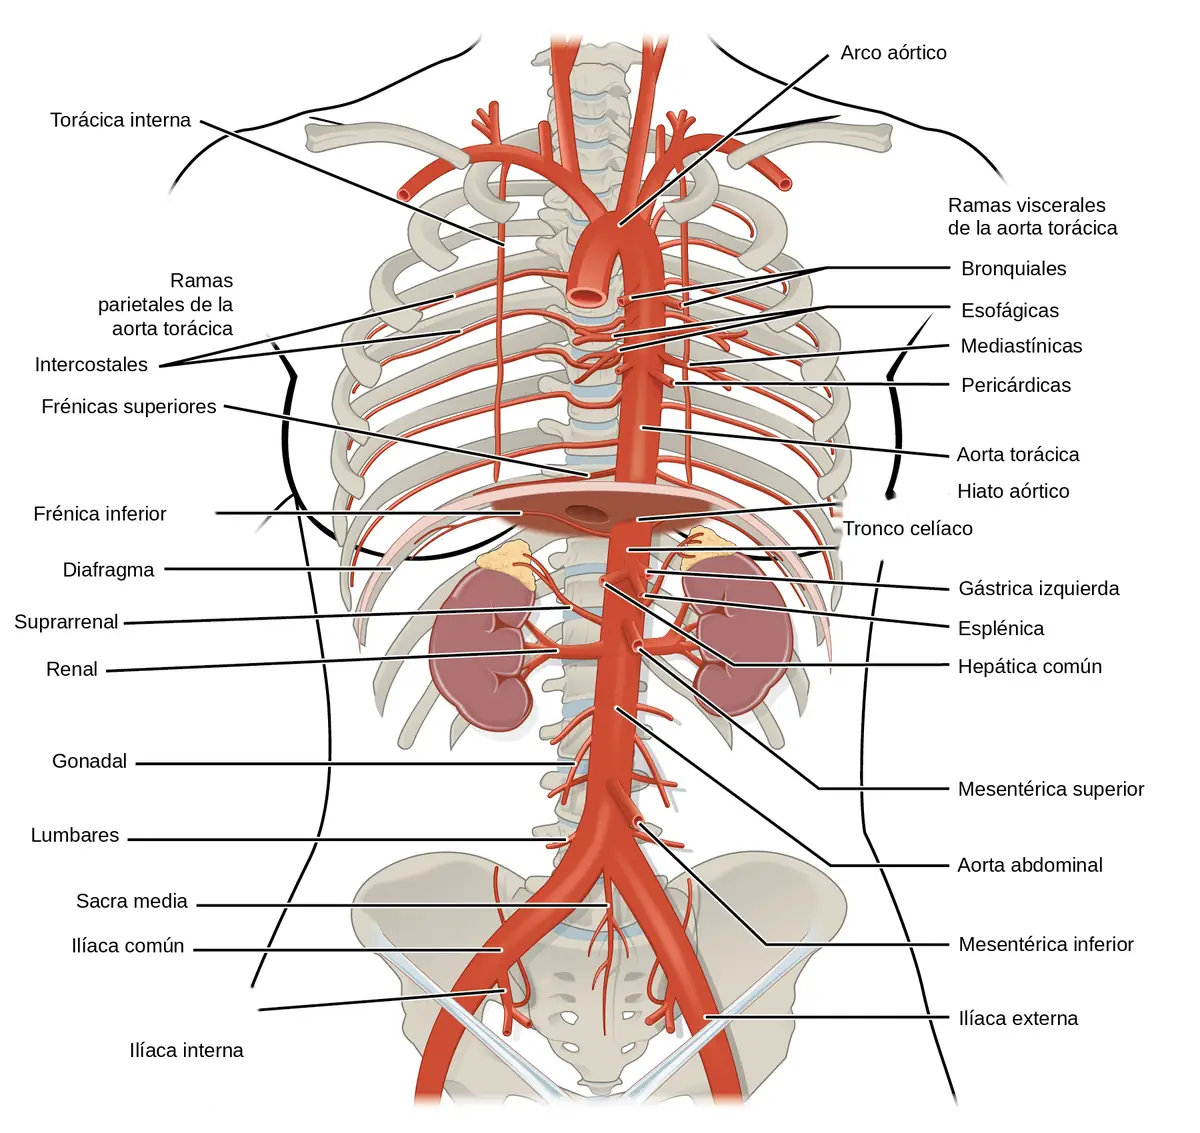 Arco aórtico
Torácica interna
Ramas viscerales
de la aorta torácica
Bronquiales
Ramas
parietales de la
aorta torácica
Esofágicas
Mediastínicas
Intercostales
Pericárdicas
Frénicas superiores
Aorta torácica
Hiato aórtico
Frénica inferior
Tronco celíaco
Diafragma
Gástrica izquierda
Suprarrenal
Esplénica
Renal
Hepática común
Gonadal
Mesentérica superior
Lumbares
Aorta abdominal
Sacra media
Ilíaca común
Mesentérica inferior
Ilíaca externa
Ilíaca interna